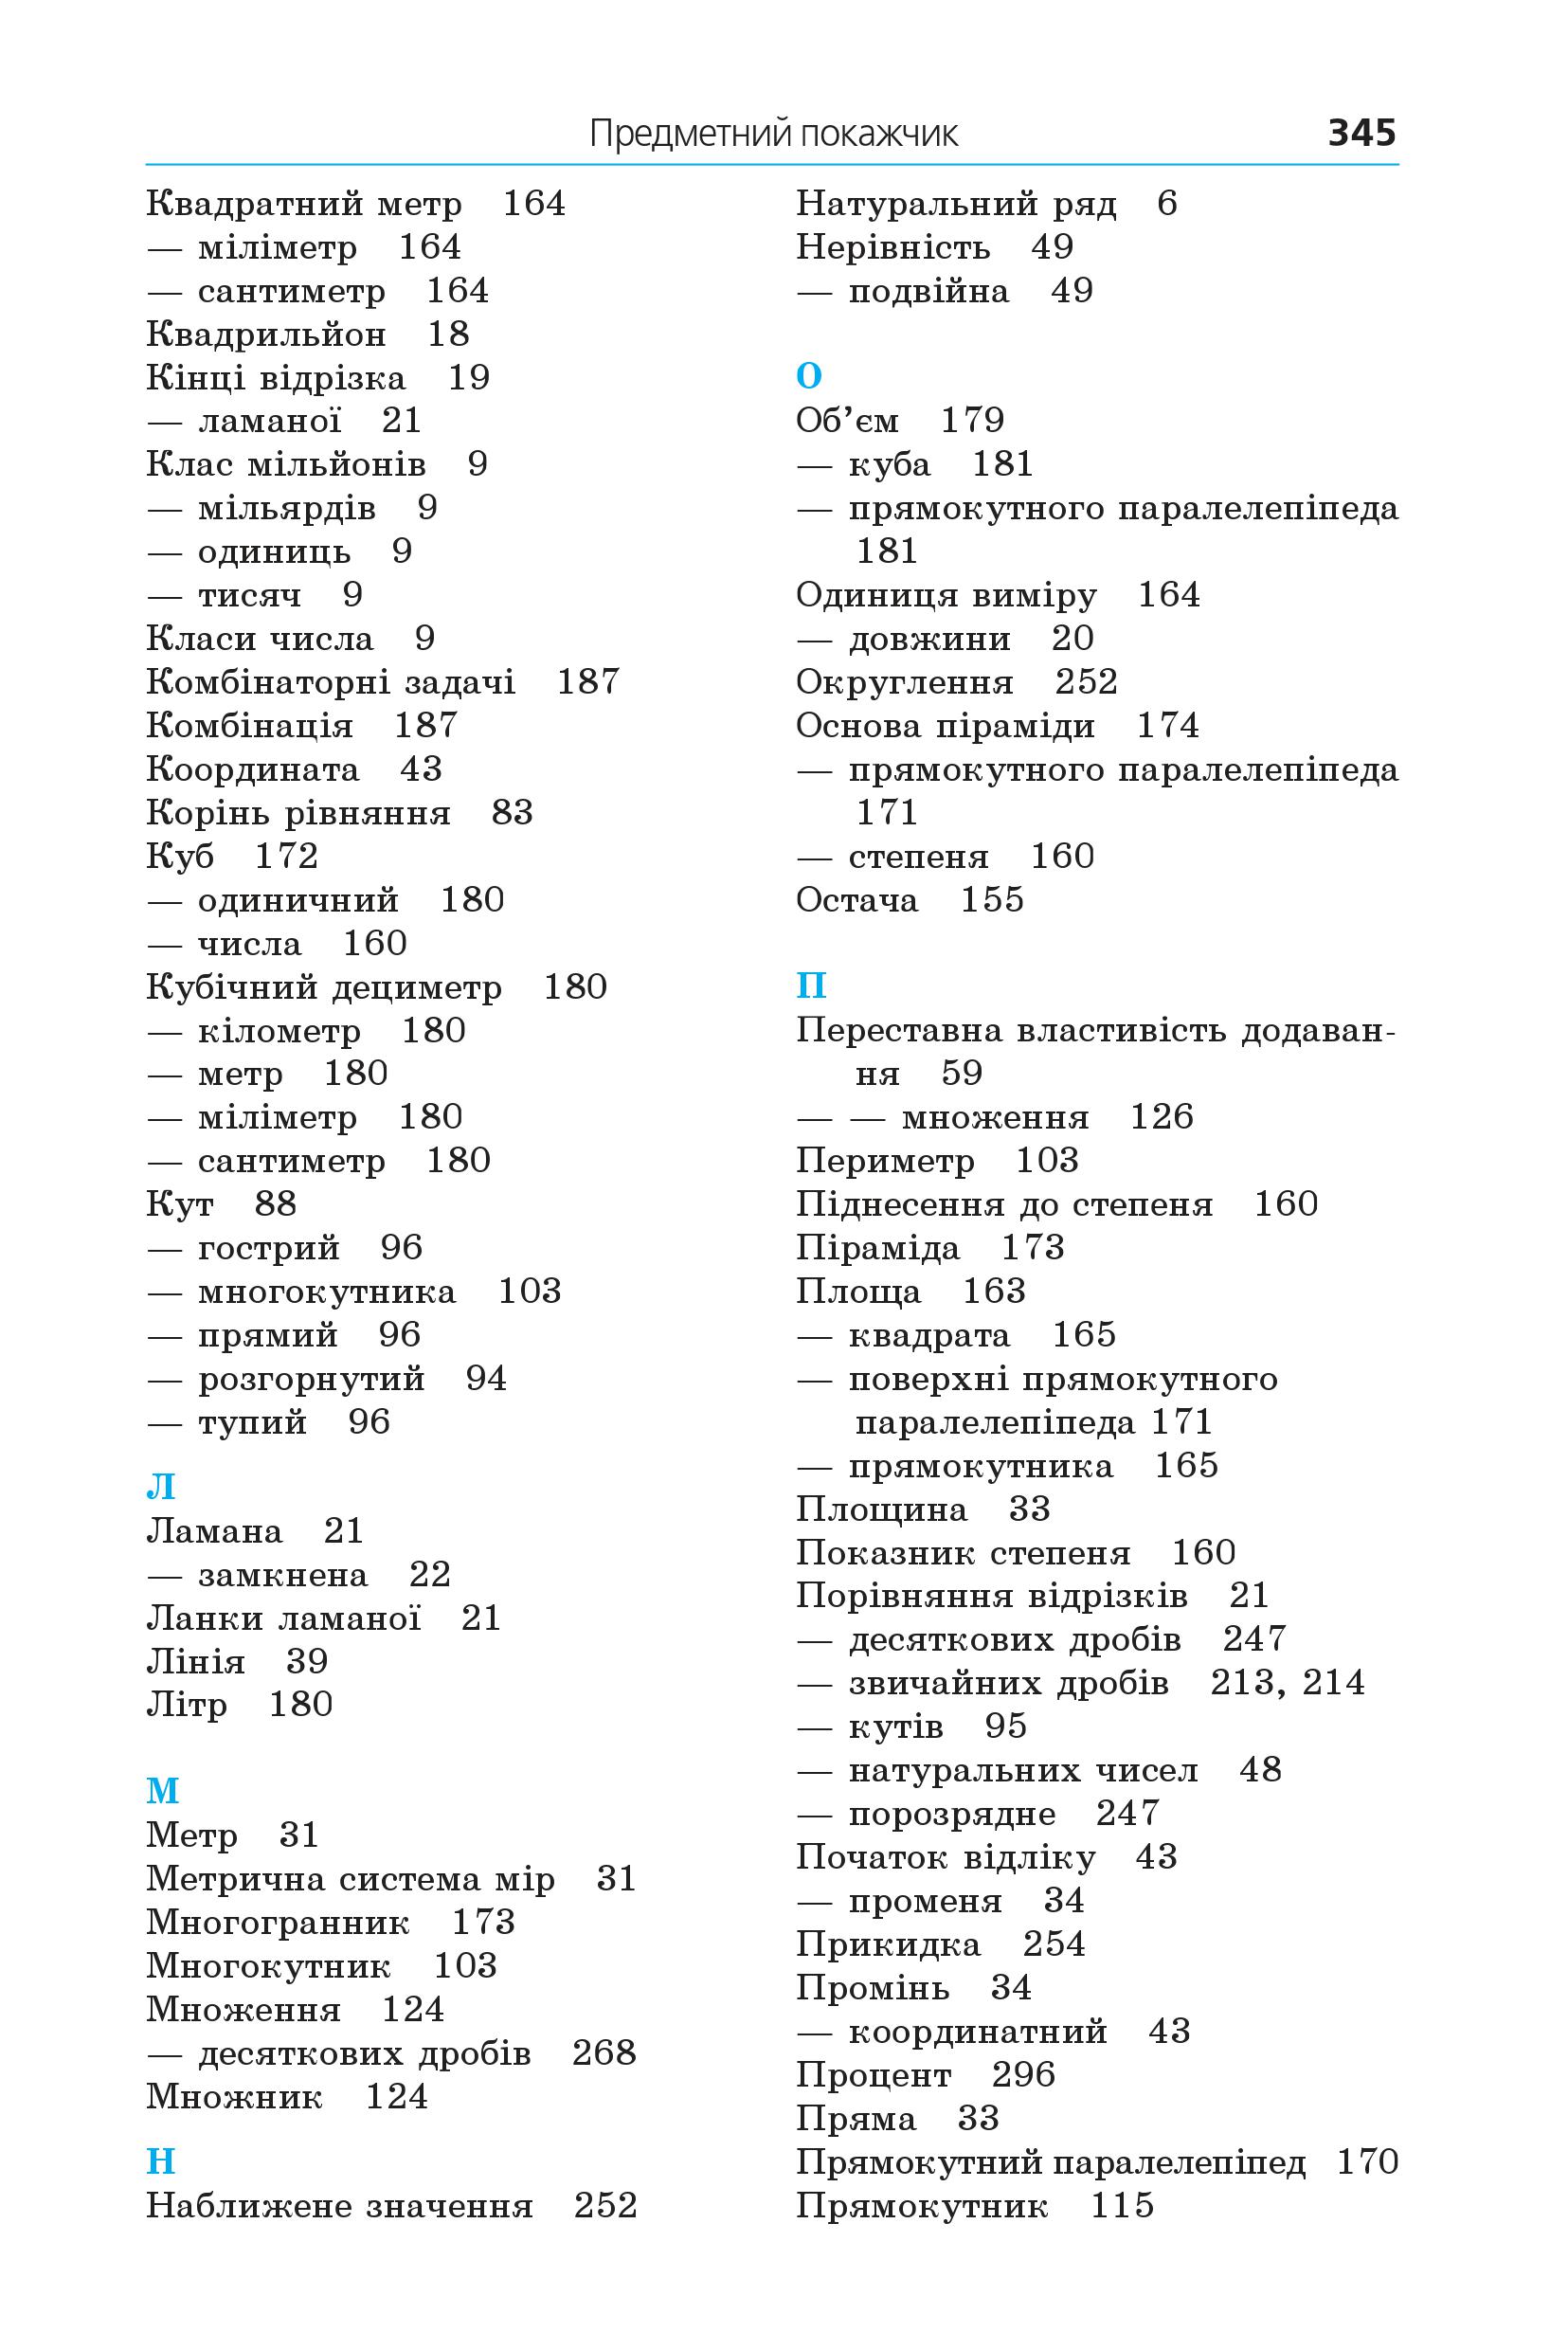 Предметний покажчик 345
Квадратний метр 164
— міліметр 164
— сантиметр 164
Квадрильйон 18
Кінці відрізка 19
— ламаної 21
Клас мільйонів 9
— мільярдів 9
— одиниць 9
— тисяч 9
Класи числа 9
Комбінаторні задачі 187
Комбінація 187
Координата 43
Корінь рівняння 83
Куб 172
— одиничний 180
— числа 160
Кубічний дециметр 180
— кілометр 180
— метр 180
— міліметр 180
— сантиметр 180
Кут 88
— гострий 96
— многокутника 103
— прямий 96
— розгорнутий 94
— тупий 96
Л
Ламана 21
— замкнена 22
Ланки ламаної 21
Лінія 39
Літр 180
М
Метр 31
Метрична система мір 31
Многогранник 173
Многокутник 103
Множення 124
— десяткових дробів 268
Множник 124
Н
Наближене значення 252
Натуральний ряд 6
Нерівність 49
— подвійна 49
О
Об’єм 179
— куба 181
— прямокутного паралелепіпеда
181
Одиниця виміру 164
— довжини 20
Округлення 252
Основа піраміди 174
— прямокутного паралелепіпеда
171
— степеня 160
Остача 155
П
Переставна властивість додаван-
ня 59
— — множення 126
Периметр 103
Піднесення до степеня 160
Піраміда 173
Площа 163
— квадрата 165
— поверхні прямокутного
паралелепіпеда 171
— прямокутника 165
Площина 33
Показник степеня 160
Порівняння відрізків 21
— десяткових дробів 247
— звичайних дробів 213, 214
— кутів 95
— натуральних чисел 48
— порозрядне 247
Початок відліку 43
— променя 34
Прикидка 254
Промінь 34
— координатний 43
Процент 296
Пряма 33
Прямокутний паралелепіпед 170
Прямокутник 115